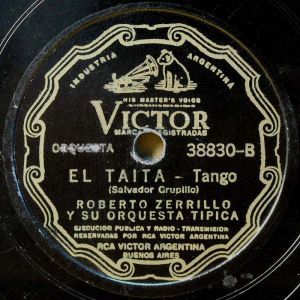 INDUSTRIA ARGENTINA
HIS MASTER'S VOICE
VICTOR
MARCAS REGISTRADAS
ORQUESTA 38830-B
EL TAITA - Tango
(Salvador Grupillo)
ROBERTO ZERRILLO
Y SU ORQUESTA TIPICA
EJECUCION PUBLICA Y RADIO - TRANSMISION
RESERVADAS POR RCA VICTOR ARGENTINA
RCA VICTOR ARGENTINA
BUENOS AIRES